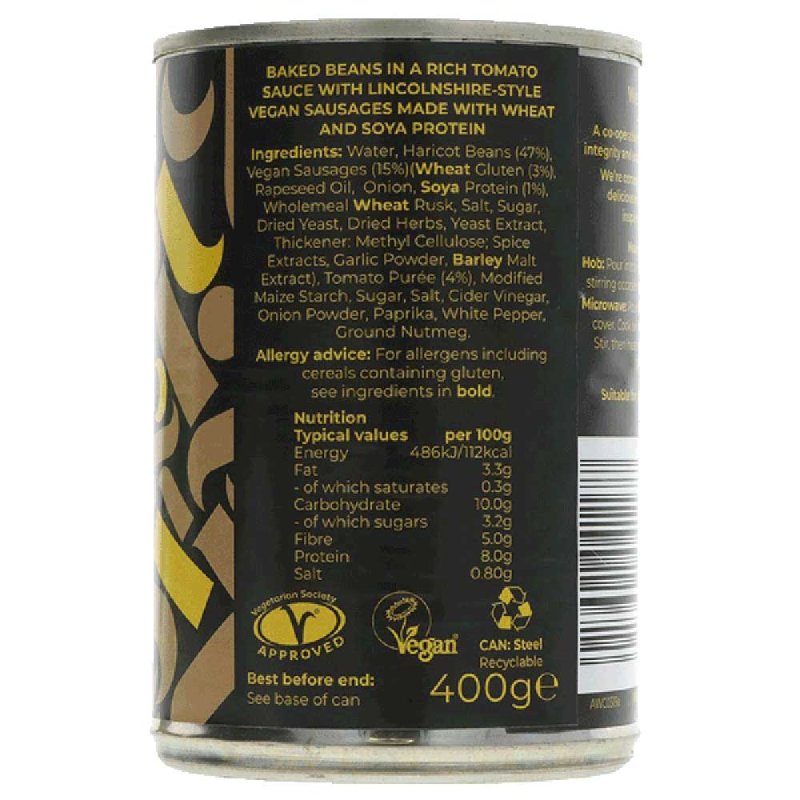 BAKED BEANS IN A RICH TOMATO
SAUCE WITH LINCOLNSHIRE-STYLE
VEGAN SAUSAGES MADE WITH WHEAT
AND SOYA PROTEIN
Ingredients: Water, Haricot Beans (47%),
Vegan Sausages (15%)(Wheat Gluten (3%),
Rapeseed Oil, Onion, Soya Protein (1%),
Wholemeal Wheat Rusk, Salt, Sugar,
Dried Yeast, Dried Herbs, Yeast Extract,
Thickener: Methyl Cellulose; Spice
Extracts, Garlic Powder, Barley Malt
Extract), Tomato Purée (4%), Modified
Maize Starch, Sugar, Salt, Cider Vinegar,
Onion Powder, Paprika, White Pepper,
Ground Nutmeg.
Allergy advice: For allergens including
cereals containing gluten,
see ingredients in bold.
Nutrition
Typical values per 100g
Energy 486kJ/112kcal
Fat 3.3g
- of which saturates 0.3g
Carbohydrate 10.0g
- of which sugars 3.2g
Fibre 5.0g
Protein 8.0g
Salt 0.80g
Vegetarian Society
APPROVED
Vegan
CAN: Steel
Recyclable
Best before end:
See base of can
400g℮
A co-opera
integrity and
We're
delicious
Hob: Pour in
stirring occas
Microwave:
cover. Cook
Stir, then
Suitable